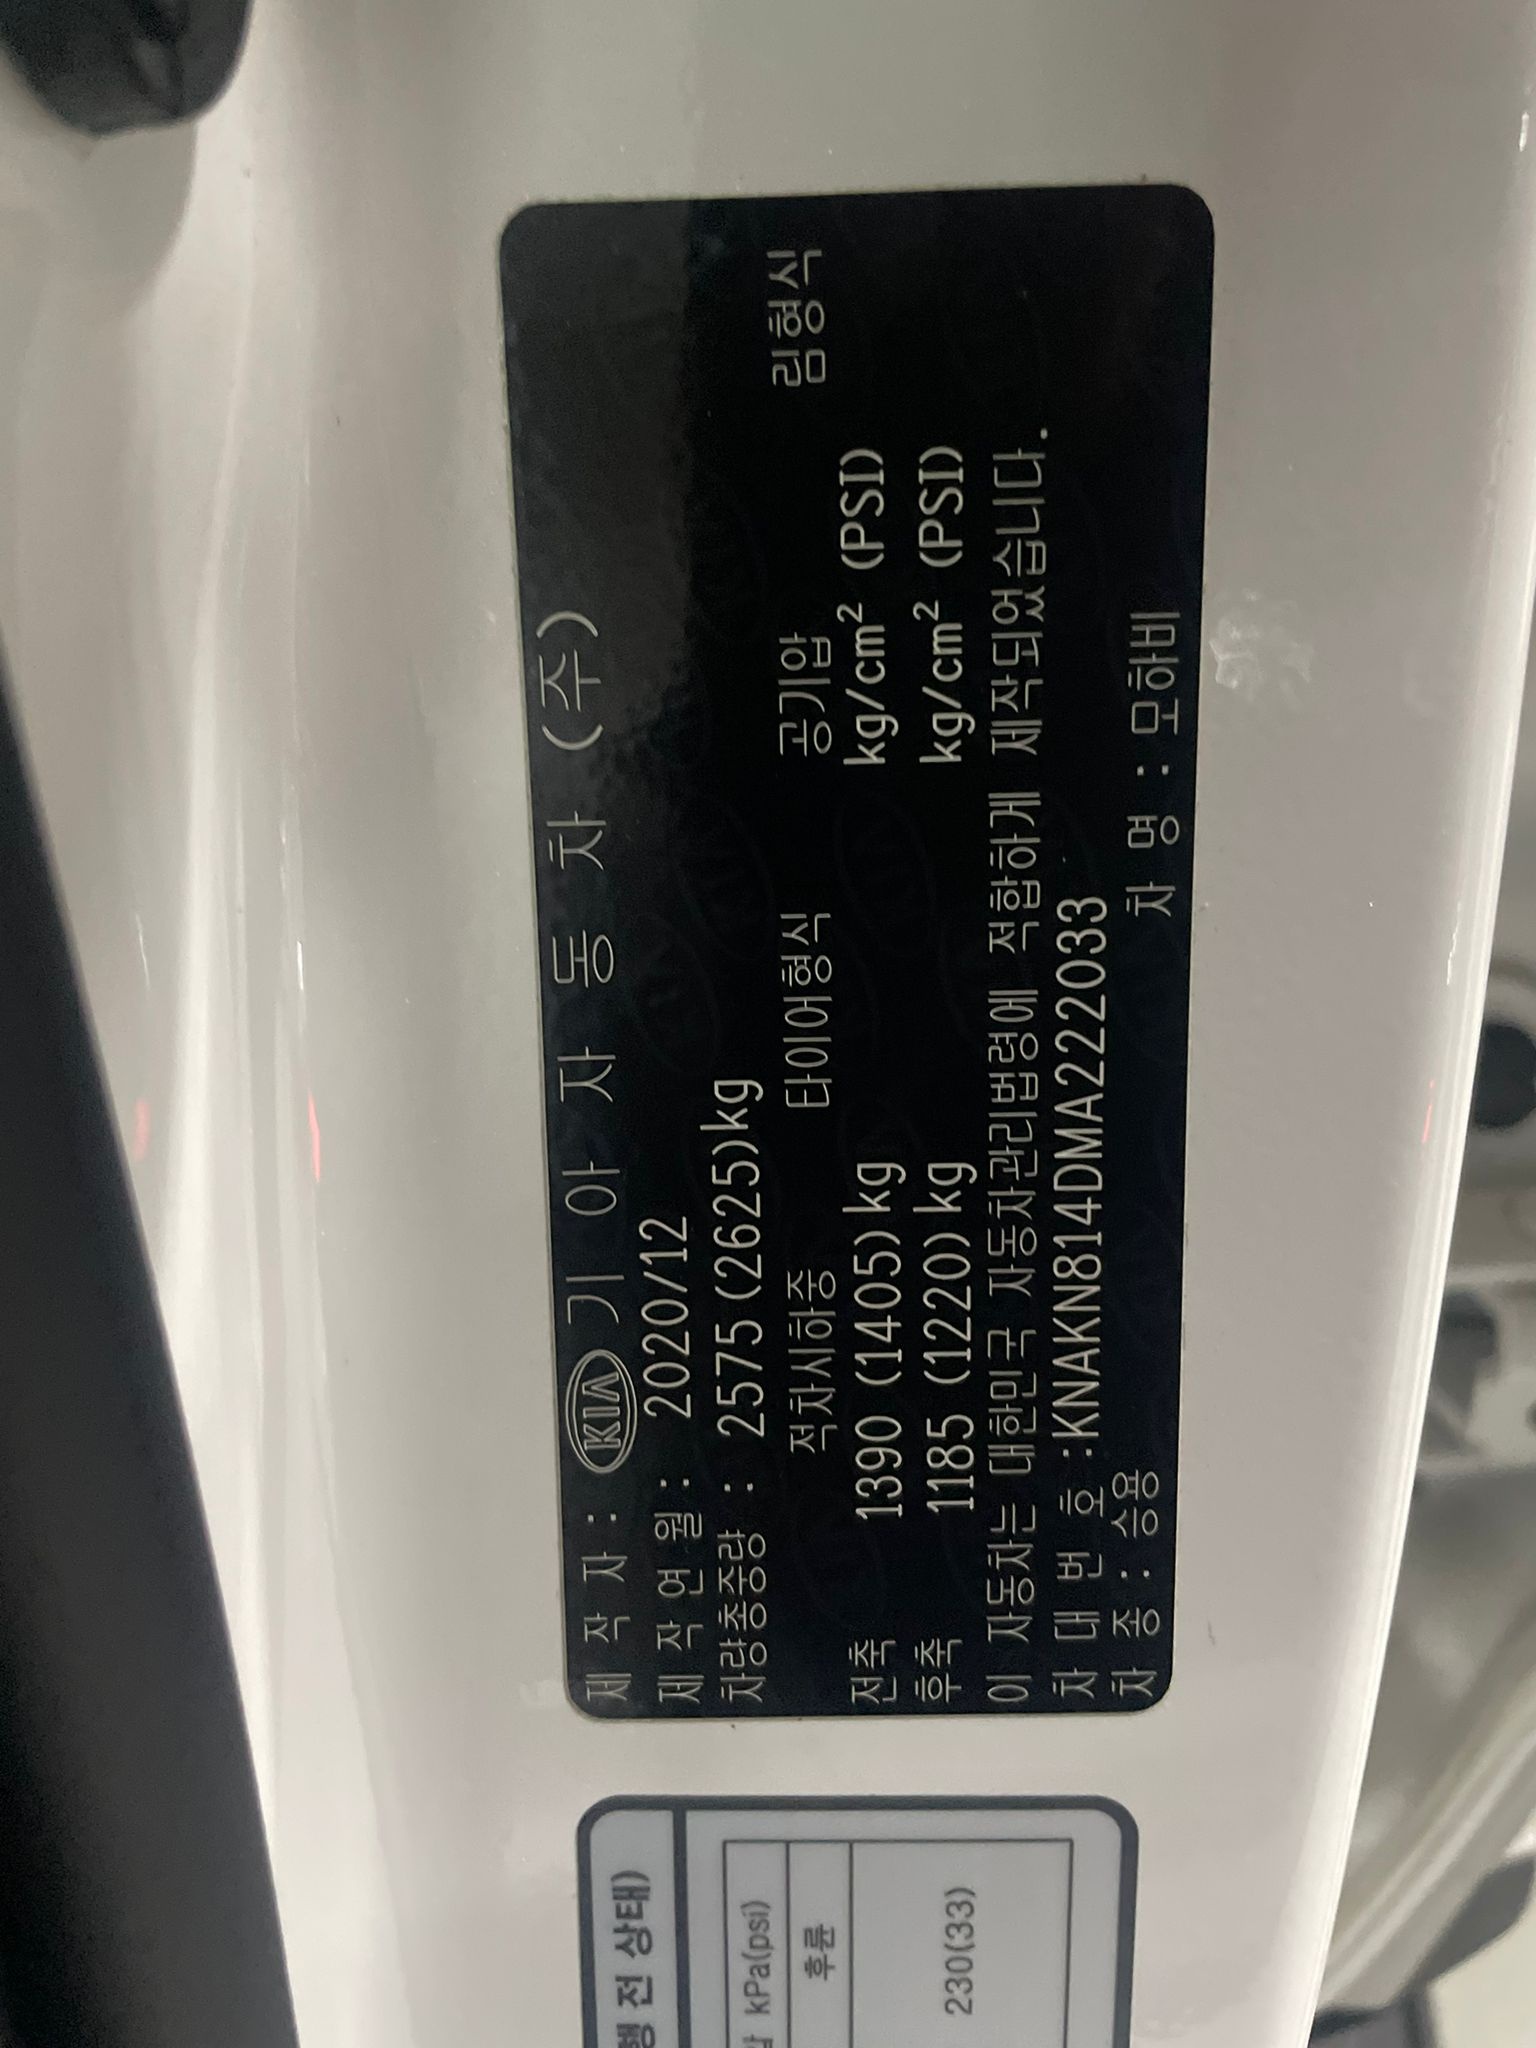 제 작 자 : KIA 기 아 자 동 차 (주)
제 작 연 월 : 2020/12
차량총중량 : 2575 (2625)kg
적차시하중 타이어형식 공기압 림형식
전축 1390 (1405)kg kg/cm² (PSI)
후축 1185 (1220)kg kg/cm² (PSI)
이 자동차는 대한민국 자동차관리법령에 적합하게 제작되었습니다.
차 대 번 호 :KNAKN814DMA222033
차 종 : 승용 차 명 : 모하비
전 상태)
kPa(psi)
후륜
230(33)